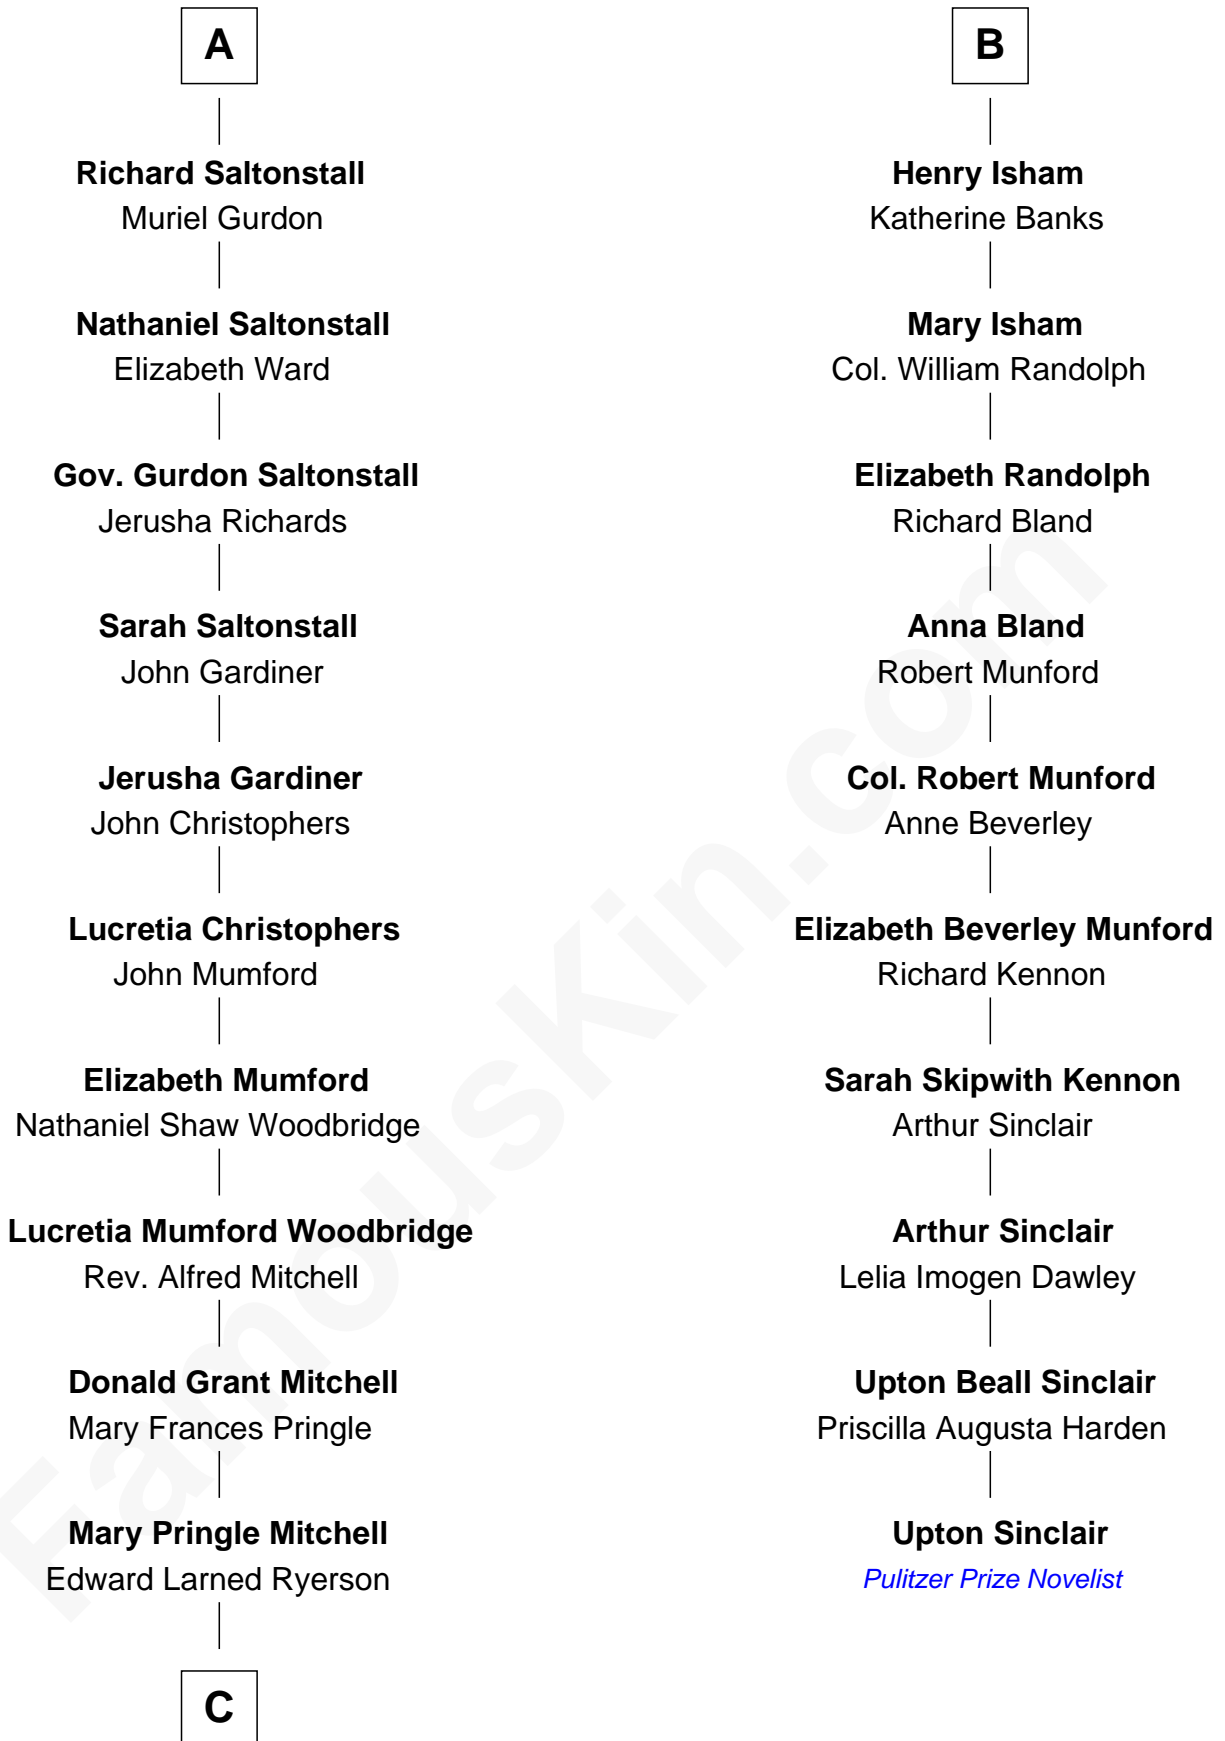 A
Richard Saltonstall
Muriel Gurdon
Nathaniel Saltonstall
Elizabeth Ward
Gov. Gurdon Saltonstall
Jerusha Richards
Sarah Saltonstall
John Gardiner
Jerusha Gardiner
John Christophers
Lucretia Christophers
John Mumford
Elizabeth Mumford
Nathaniel Shaw Woodbridge
Lucretia Mumford Woodbridge
Rev. Alfred Mitchell
Donald Grant Mitchell
Mary Frances Pringle
Mary Pringle Mitchell
Edward Larned Ryerson
C
B
Henry Isham
Katherine Banks
Mary Isham
Col. William Randolph
Elizabeth Randolph
Richard Bland
Anna Bland
Robert Munford
Col. Robert Munford
Anne Beverley
Elizabeth Beverley Munford
Richard Kennon
Sarah Skipwith Kennon
Arthur Sinclair
Arthur Sinclair
Lelia Imogen Dawley
Upton Beall Sinclair
Priscilla Augusta Harden
Upton Sinclair
Pulitzer Prize Novelist
FamousKin.com